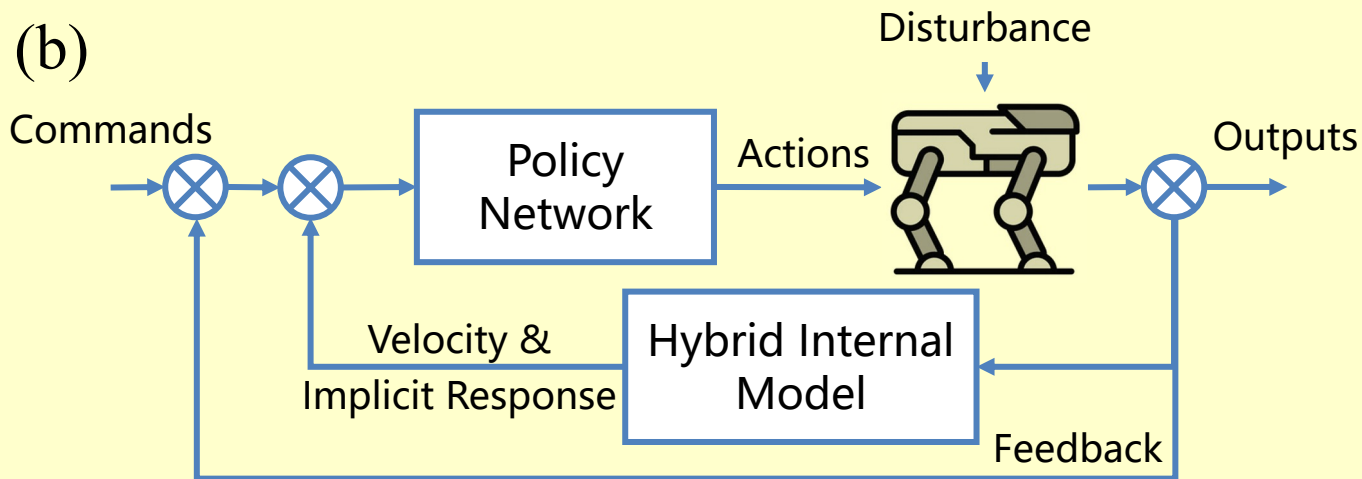 (b)
Disturbance
Commands
Policy
Network
Actions
Outputs
Velocity &
Implicit Response
Hybrid Internal
Model
Feedback